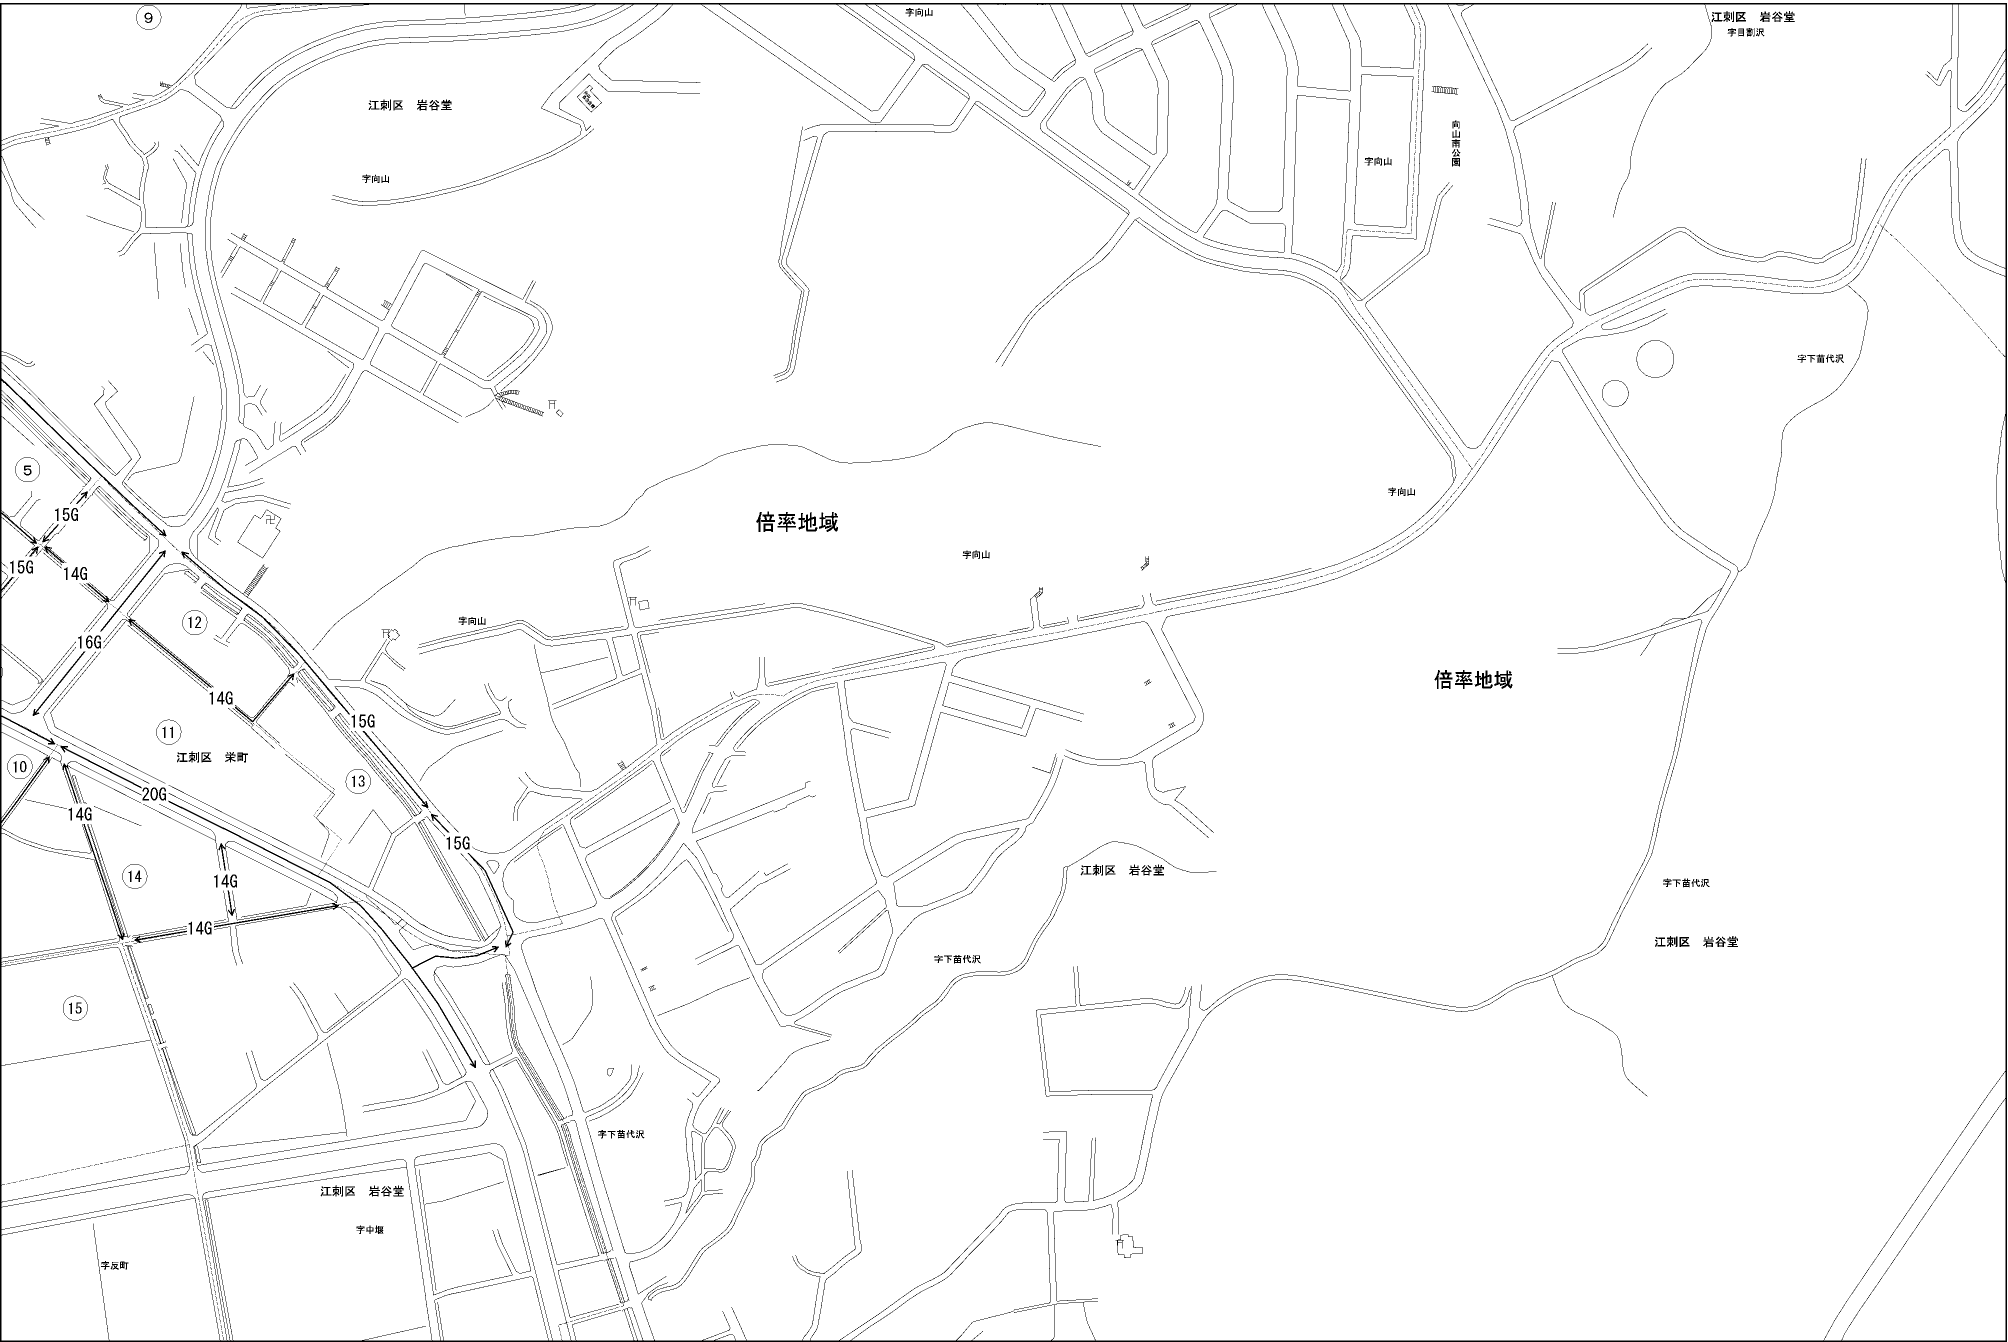 ⑨
字向山
江刺区　岩谷堂
字目割沢
江刺区　岩谷堂
向山南公園
字向山
字向山
字下苗代沢
⑤
字向山
15G
倍率地域
字向山
15G
14G
⑫
字向山
16G
倍率地域
14G
15G
⑪
江刺区　栄町
⑩
⑬
20G
14G
15G
江刺区　岩谷堂
⑭
14G
字下苗代沢
14G
江刺区　岩谷堂
字下苗代沢
⑮
字下苗代沢
江刺区　岩谷堂
字中堰
字反町